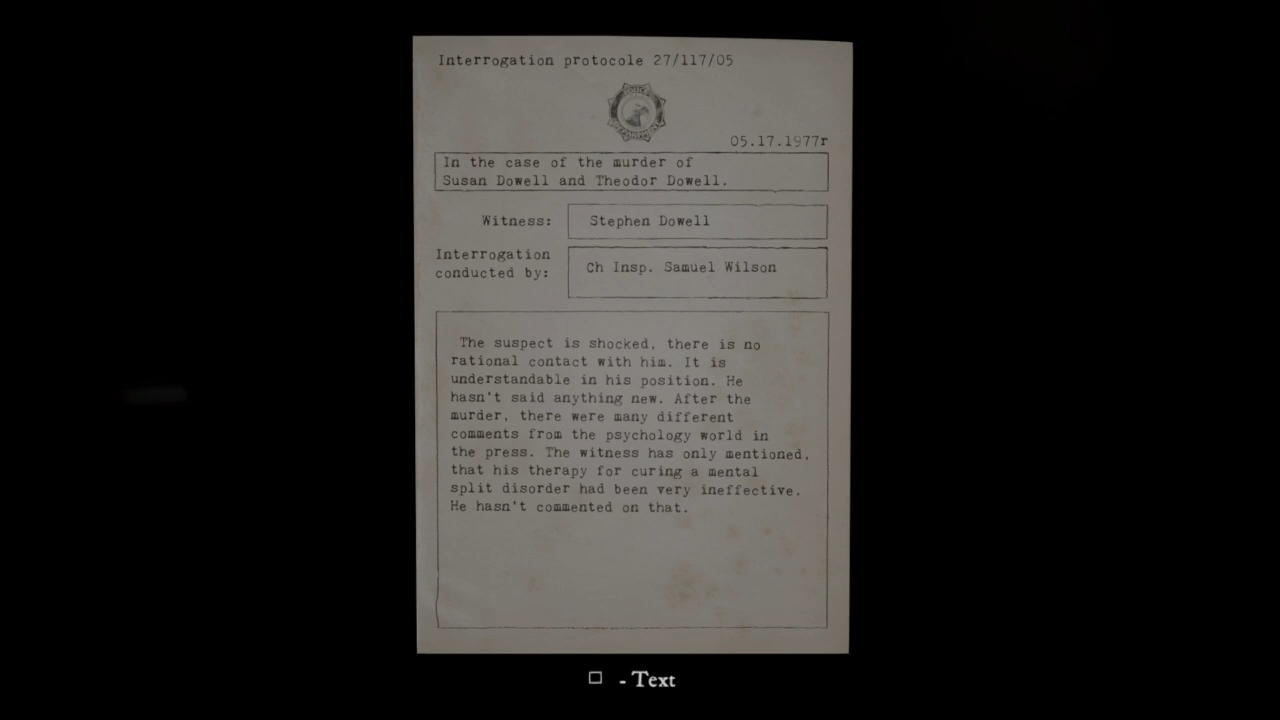 Interrogation protocole 27/117/05
POLICE
DEPARTMENT
05.17.1977r
In the case of the murder of
Susan Dowell and Theodor Dowell.
Witness:
Stephen Dowell
Interrogation
conducted by:
Ch Insp. Samuel Wilson
The suspect is shocked, there is no
rational contact with him. It is
understandable in his position. He
hasn't said anything new. After the
murder, there were many different
comments from the psychology world in
the press. The witness has only mentioned,
that his therapy for curing a mental
split disorder had been very ineffective.
He hasn't commented on that.
□ - Text